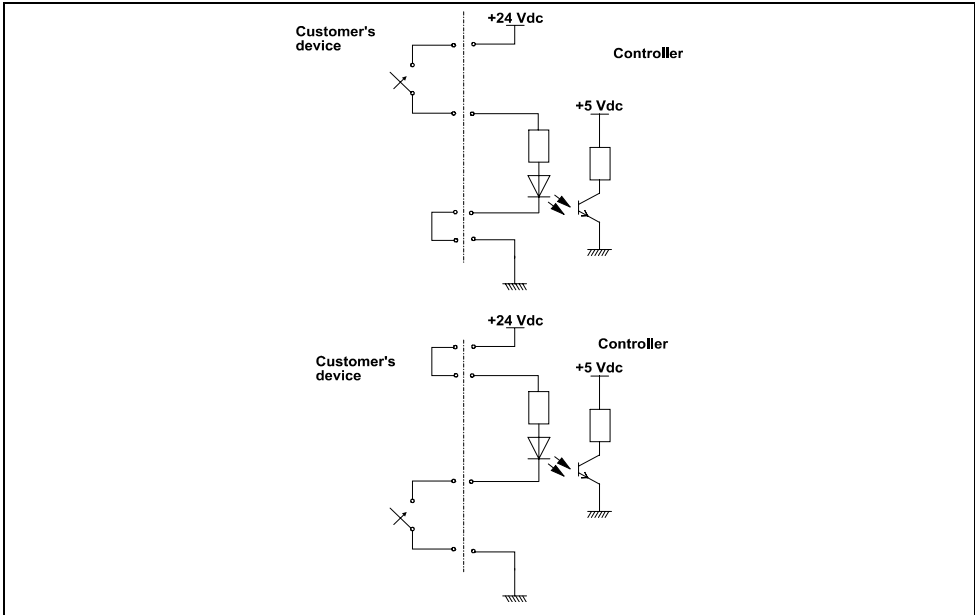 +24 Vdc
Customer's
device
Controller
+5 Vdc
+24 Vdc
Controller
Customer's
device
+5 Vdc